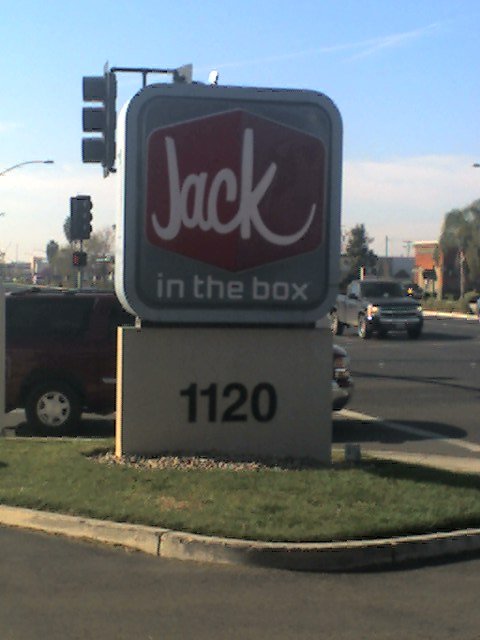 Jack
in the box
1120